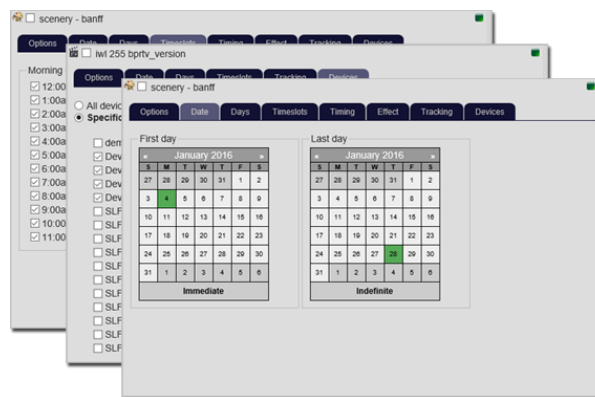 scenery - banff
Options Date Days Timeslots Timing Effect Tracking Devices
Morning
12:00
1:00a
2:00a
3:00a
4:00a
5:00a
6:00a
7:00a
8:00a
9:00a
10:00
11:00
iwl 255 bprtv_version
Options Date Days Timeslots Tracking Devices
All devic
Specific
dem
Dev
Dev
Dev
Dev
SLF
SLF
SLF
SLF
SLF
SLF
SLF
SLF
SLF
SLF
SLF
scenery - banff
Options Date Days Timeslots Timing Effect Tracking Devices
First day
« January 2016 »
S M T W T F S
27 28 29 30 31 1 2
3 4 5 6 7 8 9
10 11 12 13 14 15 16
17 18 19 20 21 22 23
24 25 26 27 28 29 30
31 1 2 3 4 5 6
Immediate
Last day
« January 2016 »
S M T W T F S
27 28 29 30 31 1 2
3 4 5 6 7 8 9
10 11 12 13 14 15 16
17 18 19 20 21 22 23
24 25 26 27 28 29 30
31 1 2 3 4 5 6
Indefinite